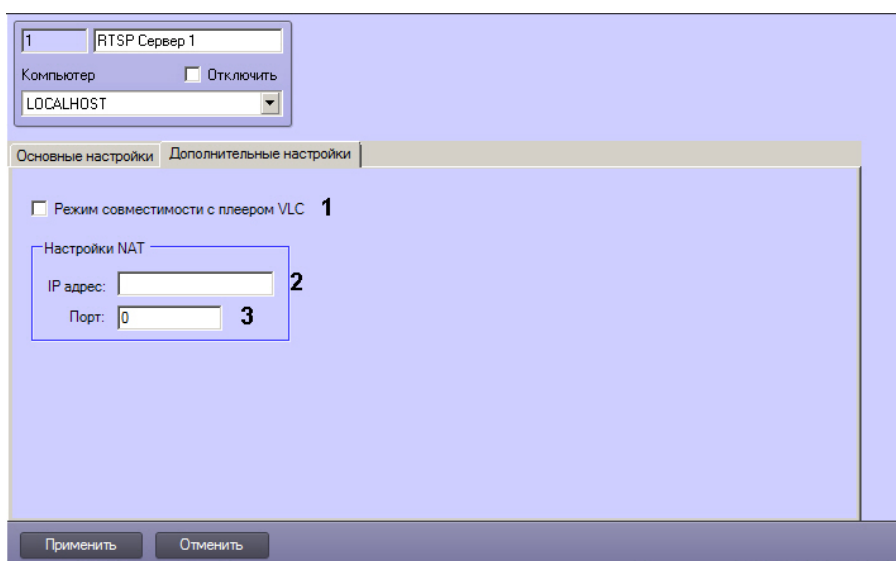 1 RTSP Сервер 1
Компьютер Отключить
LOCALHOST
Основные настройки Дополнительные настройки
Режим совместимости с плеером VLC 1
Настройки NAT
IP адрес: 2
Порт: 0 3
Применить Отменить